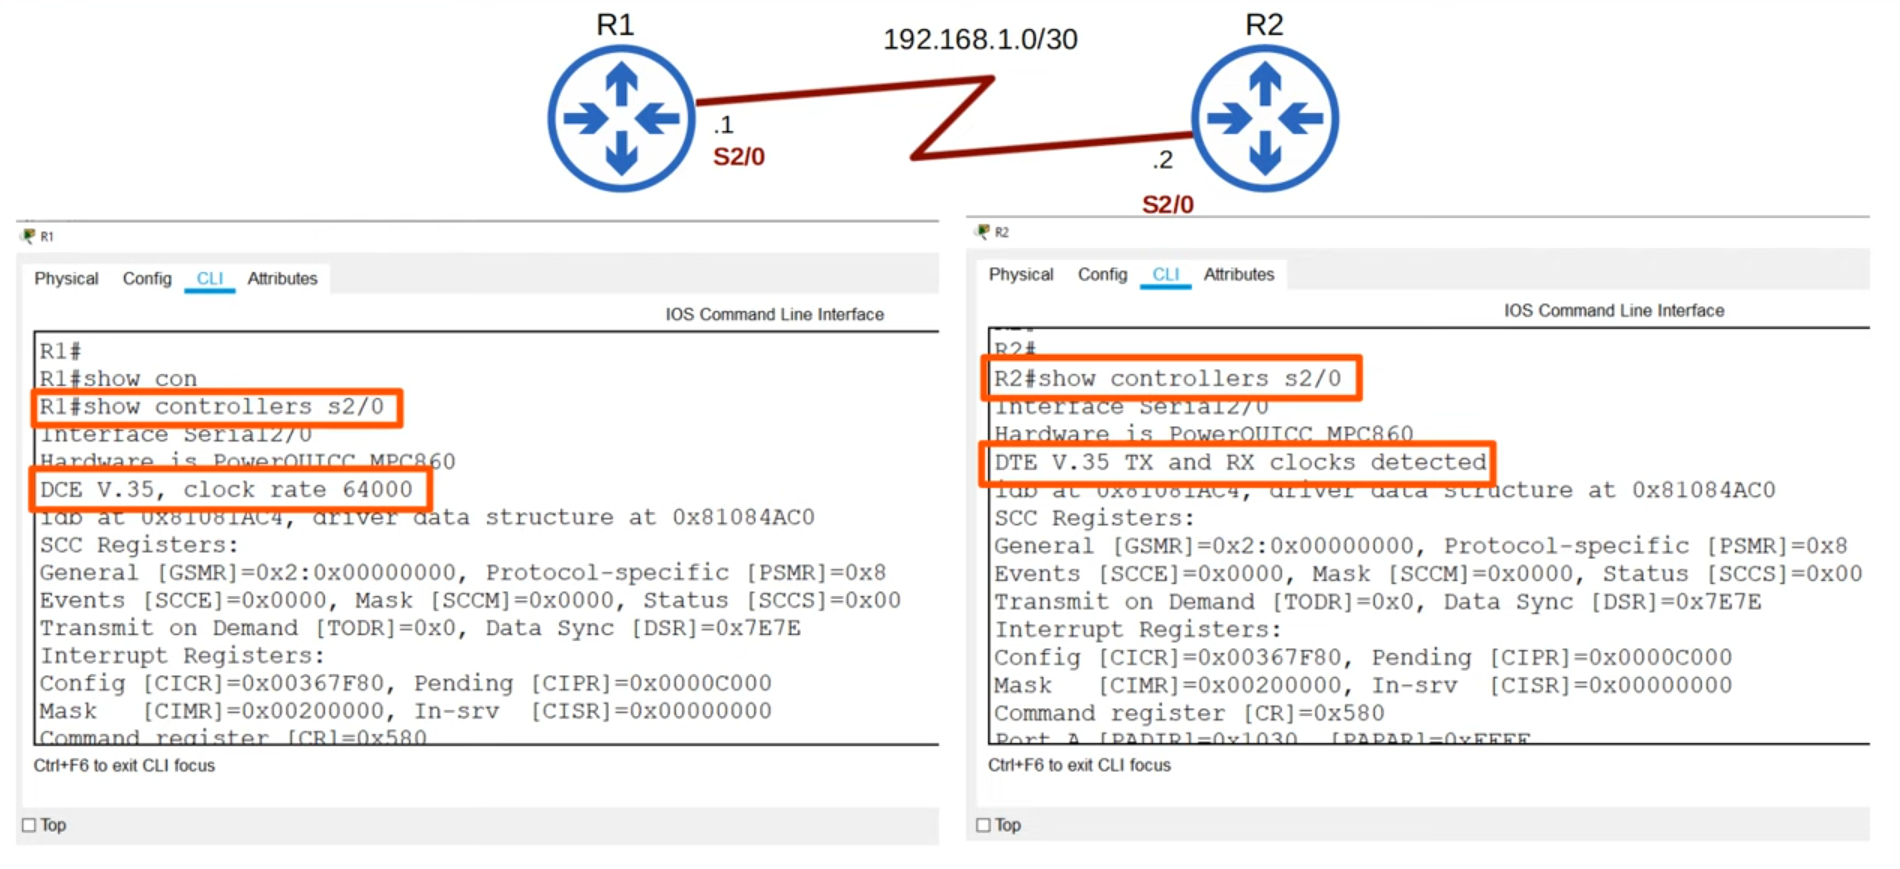 R1
192.168.1.0/30
R2
.1
S2/0
.2
S2/0
R1
Physical Config CLI Attributes
IOS Command Line Interface
R1#
R1#show con
R1#show controllers s2/0
Interface Serial2/0
Hardware is PowerQUICC MPC860
DCE V.35, clock rate 64000
idb at 0x81081AC4, driver data structure at 0x81084AC0
SCC Registers:
General [GSMR]=0x2:0x00000000, Protocol-specific [PSMR]=0x8
Events [SCCE]=0x0000, Mask [SCCM]=0x0000, Status [SCCS]=0x00
Transmit on Demand [TODR]=0x0, Data Sync [DSR]=0x7E7E
Interrupt Registers:
Config [CICR]=0x00367F80, Pending [CIPR]=0x0000C000
Mask [CIMR]=0x00200000, In-srv [CISR]=0x00000000
Command register [CR]=0x580
Ctrl+F6 to exit CLI focus
Top
R2
Physical Config CLI Attributes
IOS Command Line Interface
R2#
R2#show controllers s2/0
Interface Serial2/0
Hardware is PowerQUICC MPC860
DTE V.35 TX and RX clocks detected
idb at 0x81081AC4, driver data structure at 0x81084AC0
SCC Registers:
General [GSMR]=0x2:0x00000000, Protocol-specific [PSMR]=0x8
Events [SCCE]=0x0000, Mask [SCCM]=0x0000, Status [SCCS]=0x00
Transmit on Demand [TODR]=0x0, Data Sync [DSR]=0x7E7E
Interrupt Registers:
Config [CICR]=0x00367F80, Pending [CIPR]=0x0000C000
Mask [CIMR]=0x00200000, In-srv [CISR]=0x00000000
Command register [CR]=0x580
Port A [PADIR]=0x1030, [PAPAR]=0xFFFF
Ctrl+F6 to exit CLI focus
Top